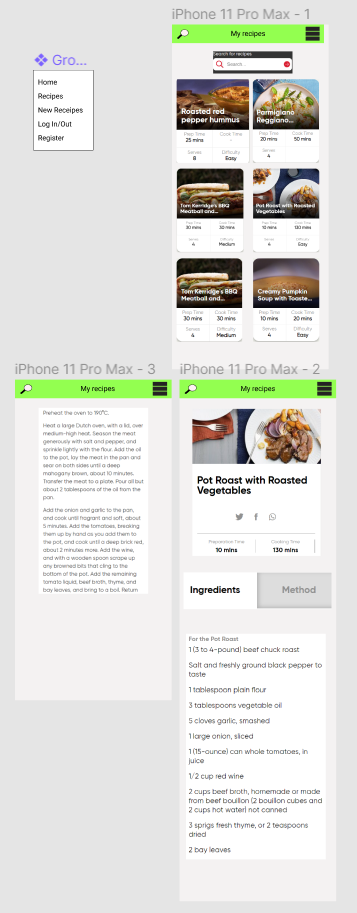 iPhone 11 Pro Max - 1
My recipes
Gro...
Home
Recipes
New Receipes
Log In/Out
Register
Search for recipes
Search...
Roasted red
pepper hummus
Prep Time
25 mins
Cook Time
-
Serves
8
Difficulty
Easy
Parmigiano
Reggiano...
Prep Time
20 mins
Cook Time
50 mins
Serves
4
Tom Kerridge's BBQ
Meatball and...
Prep Time
30 mins
Cook Time
30 mins
Serves
4
Difficulty
Medium
Pot Roast with Roasted
Vegetables
Prep Time
10 mins
Cook Time
130 mins
Serves
4
Difficulty
Easy
Tom Kerridge's BBQ
Meatball and...
Prep Time
30 mins
Cook Time
30 mins
Serves
4
Difficulty
Medium
Creamy Pumpkin
Soup with Toaste...
Prep Time
10 mins
Cook Time
20 mins
Serves
4
Difficulty
Easy
iPhone 11 Pro Max - 3
My recipes
Preheat the oven to 190°C.
Heat a large Dutch oven, with a lid, over
medium-high heat. Season the meat
generously with salt and pepper, and
sprinkle lightly with the flour. Add the oil
to the pot, lay the meat in the pan and
sear on both sides until a deep
mahogany brown, about 10 minutes.
Transfer the meat to a plate. Pour all but
about 2 tablespoons of the oil from the
pan.
Add the onion and garlic to the pan,
and cook until fragrant and soft, about
5 minutes. Add the tomatoes, breaking
them up by hand as you add them to
the pot, and cook until a deep brick red,
about 2 minutes more. Add the wine,
and with a wooden spoon scrape up
any browned bits that cling to the
bottom of the pot. Add the remaining
tomato liquid, beef broth, thyme, and
bay leaves, and bring to a boil. Return
iPhone 11 Pro Max - 2
My recipes
Pot Roast with Roasted
Vegetables
Preparation Time
10 mins
Cooking Time
130 mins
Ingredients
Method
For the Pot Roast
1 (3 to 4-pound) beef chuck roast
Salt and freshly ground black pepper to
taste
1 tablespoon plain flour
3 tablespoons vegetable oil
5 cloves garlic, smashed
1 large onion, sliced
1 (15-ounce) can whole tomatoes, in
juice
1/2 cup red wine
2 cups beef broth, homemade or made
from beef bouillon (2 bouillon cubes and
2 cups hot water) not canned
3 sprigs fresh thyme, or 2 teaspoons
dried
2 bay leaves